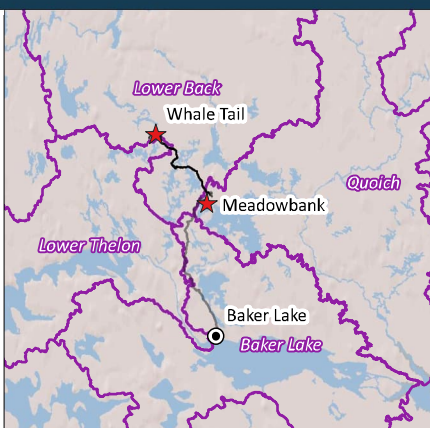 Lower Back
Whale Tail
Quoich
Meadowbank
Lower Thelon
Baker Lake
Baker Lake